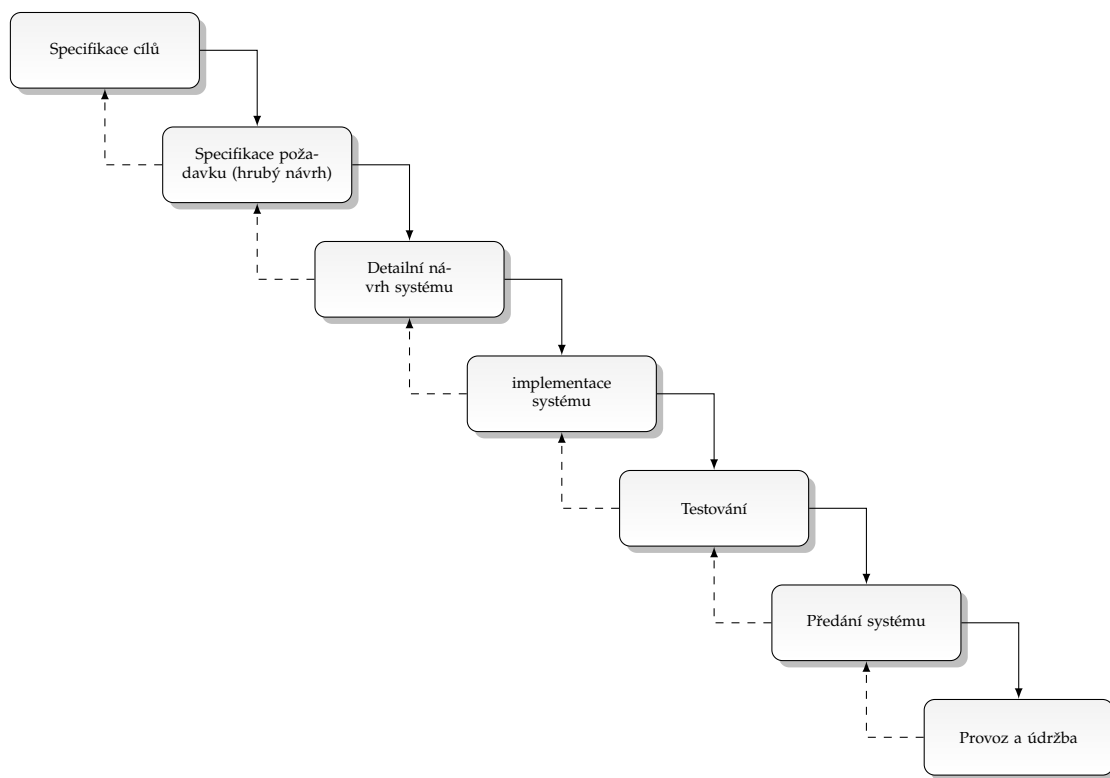 Specifikace cílů
Specifikace poža-
davku (hrubý návrh)
Detailní ná-
vrh systému
implementace
systému
Testování
Předání systému
Provoz a údržba